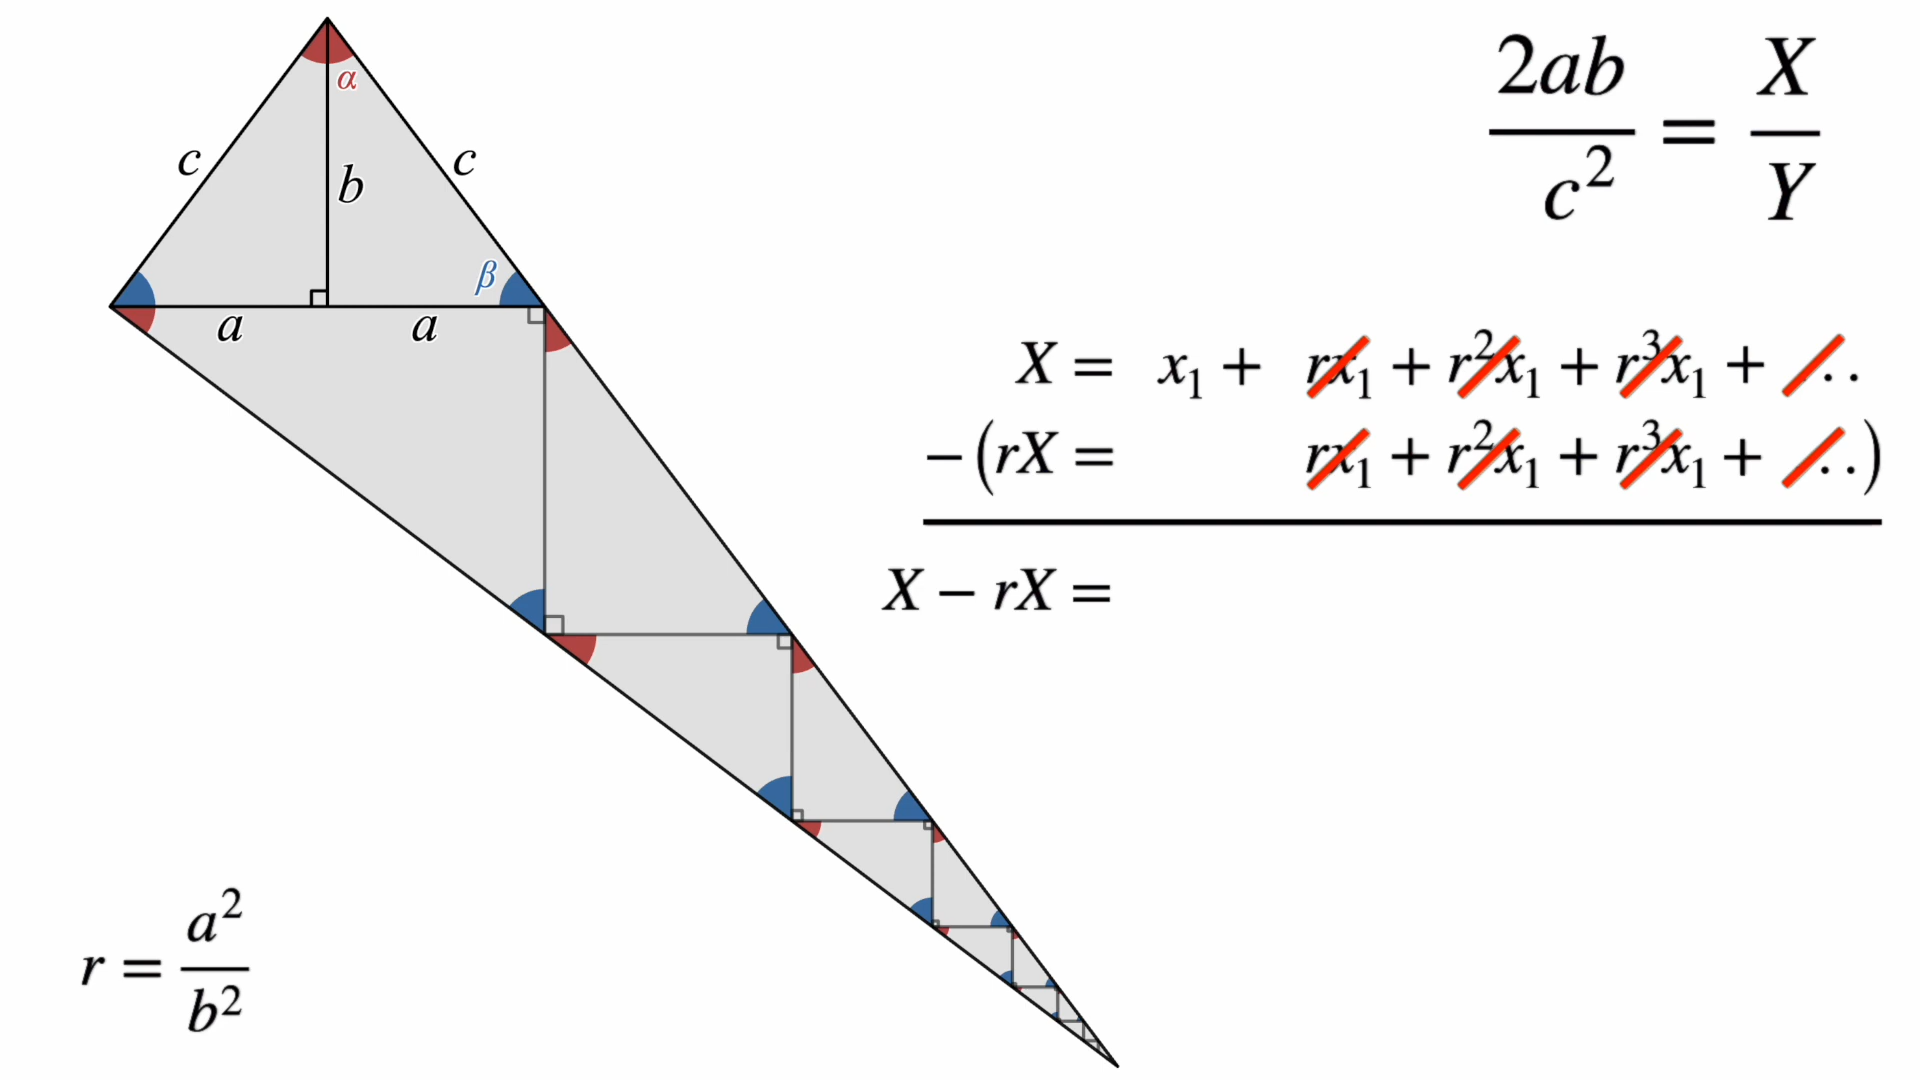 α
c
c
b
β
a
a
2ab / c² = X / Y
X = x₁ + rx₁ + r²x₁ + r³x₁ + ...
−(rX = rx₁ + r²x₁ + r³x₁ + ...)
X − rX =
r = a² / b²